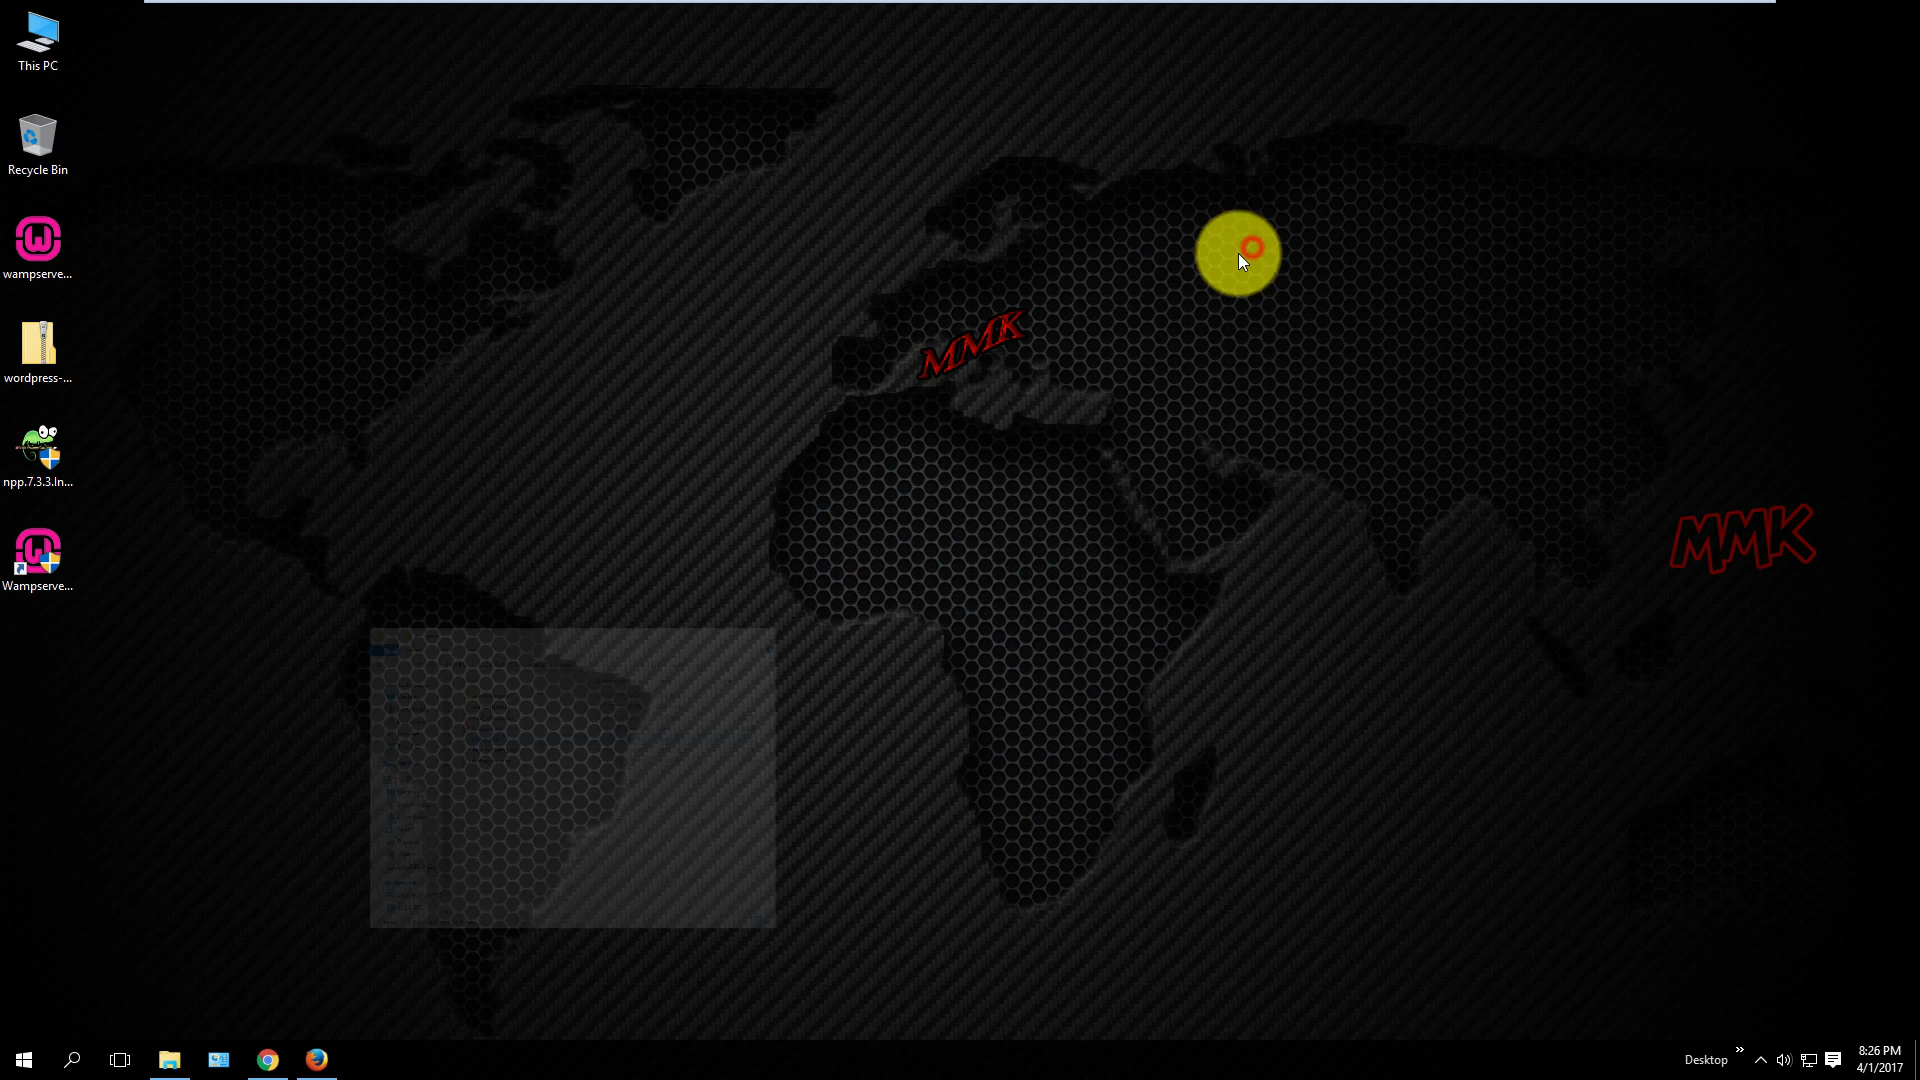 This PC
Recycle Bin
wampserve...
wordpress-...
npp.7.3.3.In...
Wampserve...
MMK
MMK
Desktop
8:26 PM
4/1/2017